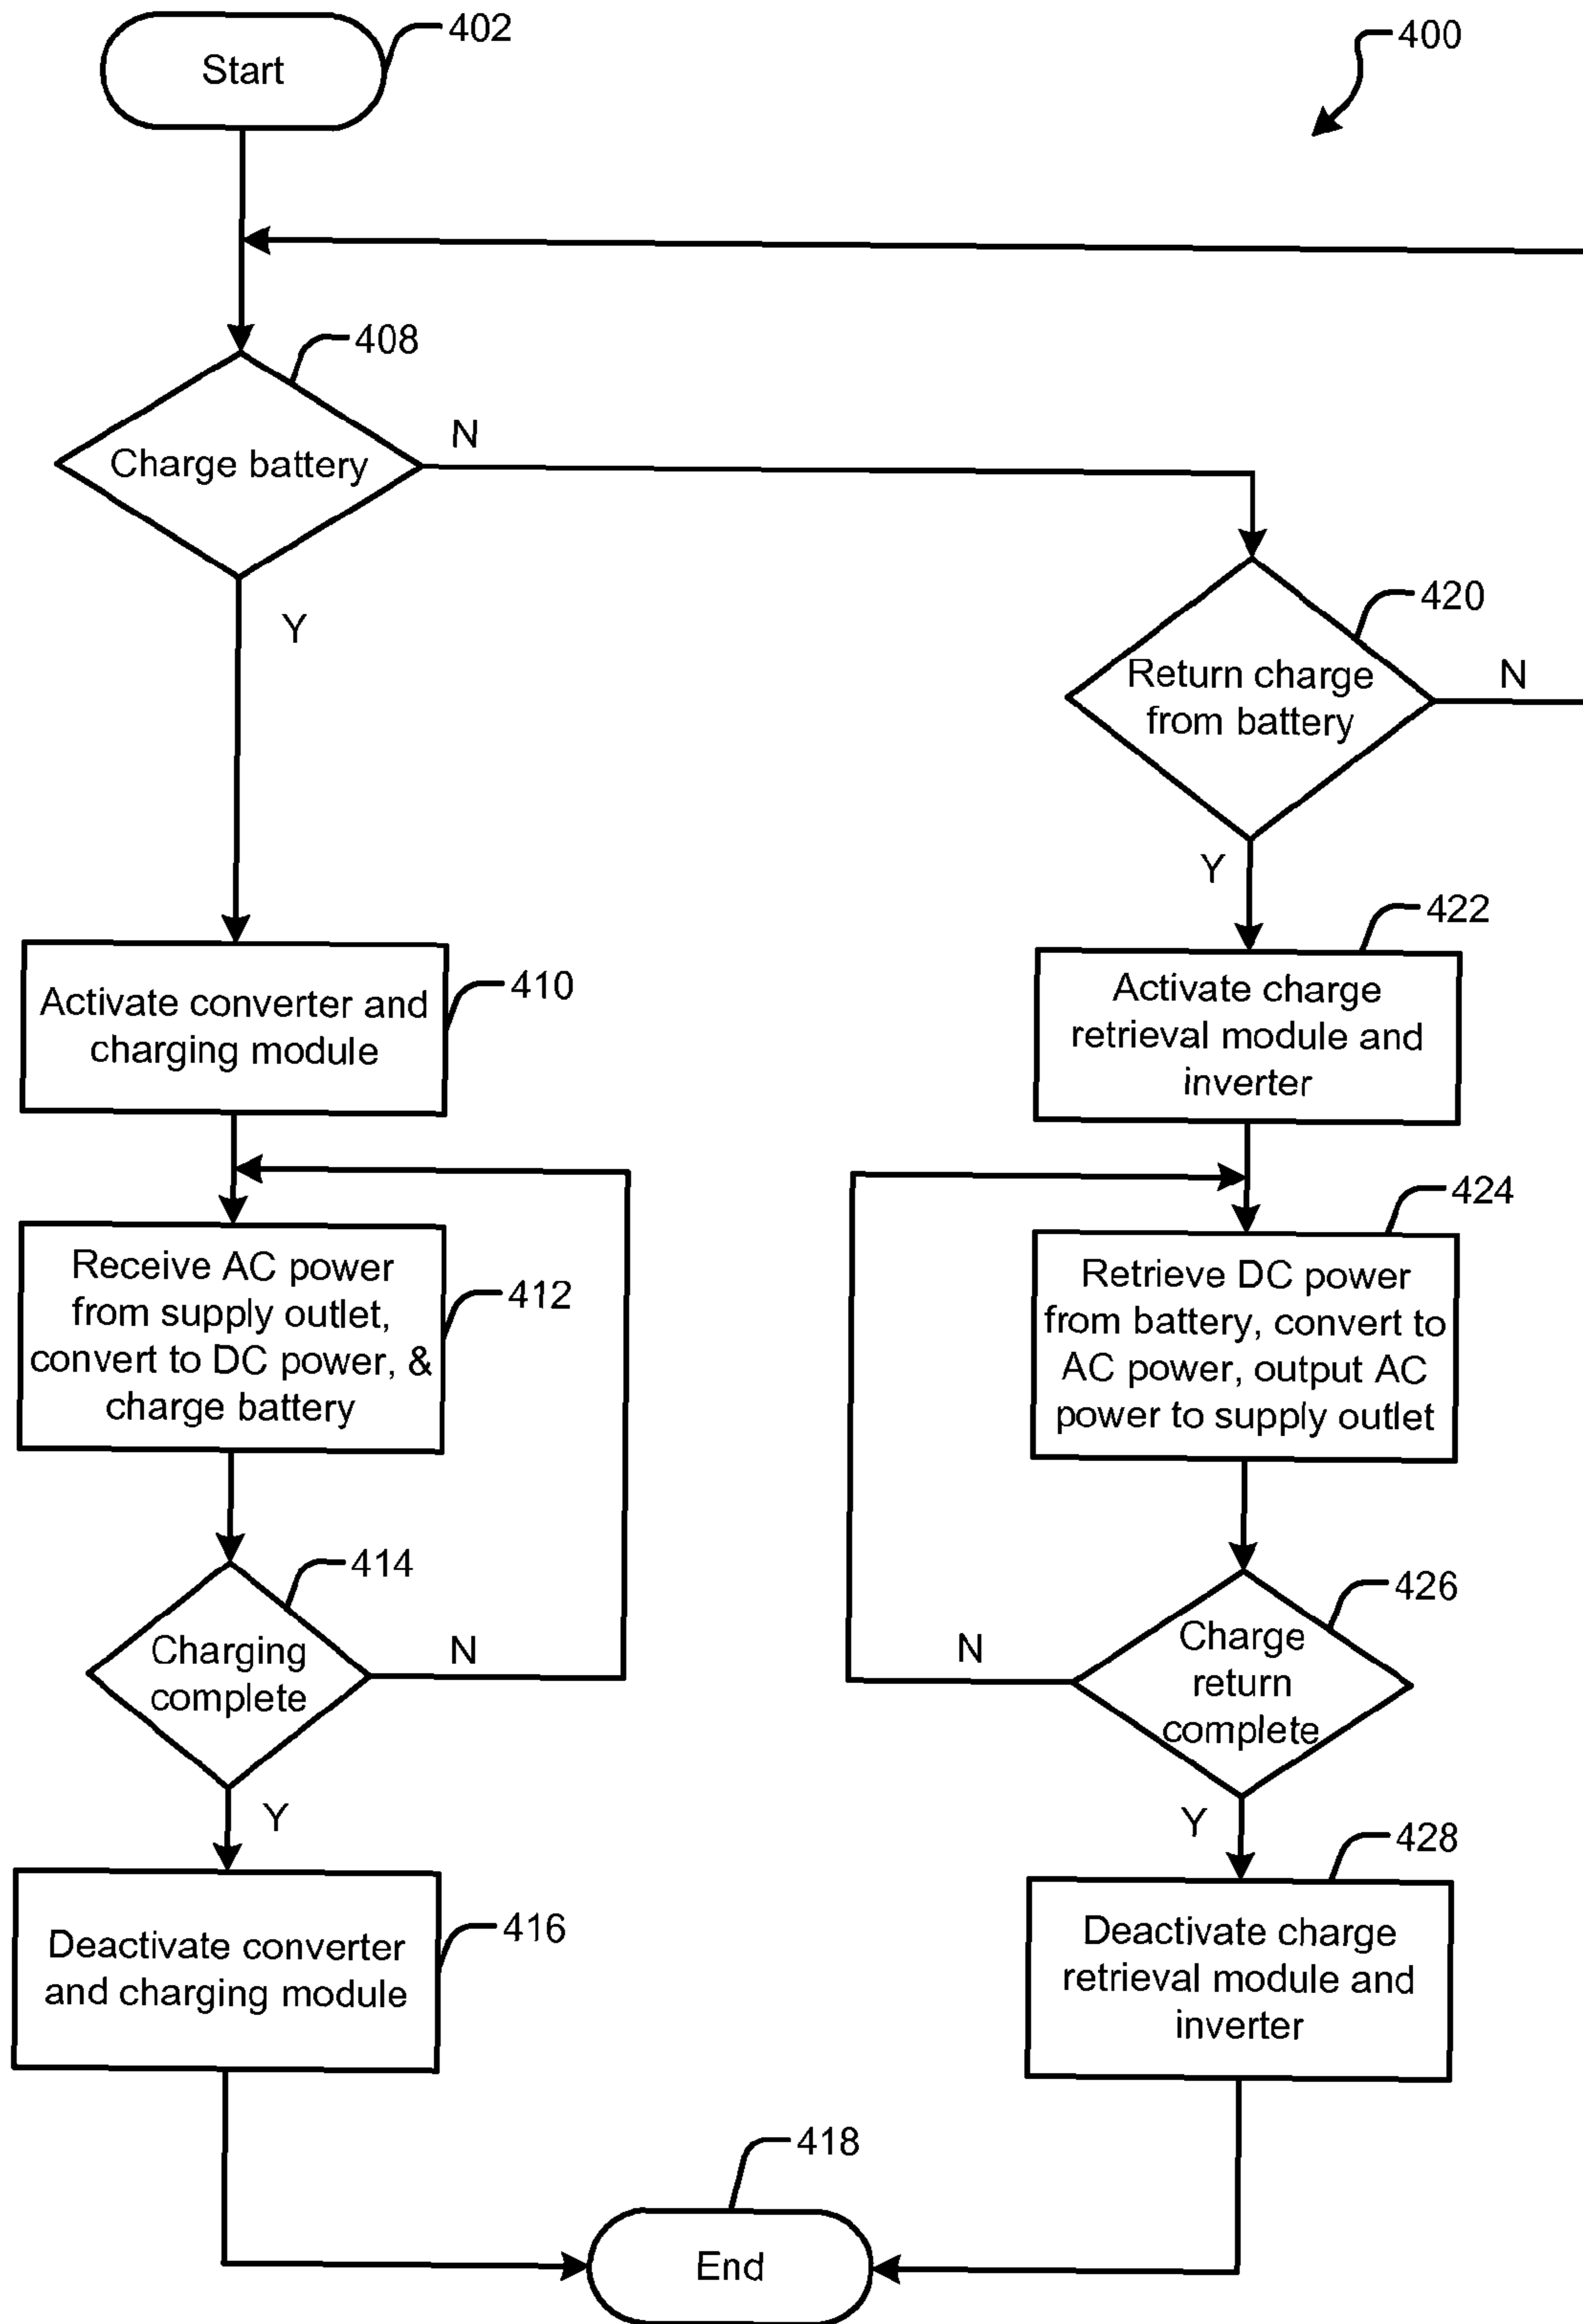 402
Start
400
408
Charge battery
N
Y
420
Return charge
from battery
N
Y
410
Activate converter and
charging module
422
Activate charge
retrieval module and
inverter
412
Receive AC power
from supply outlet,
convert to DC power, &
charge battery
424
Retrieve DC power
from battery, convert to
AC power, output AC
power to supply outlet
414
Charging
complete
N
Y
426
Charge
return
complete
N
Y
416
Deactivate converter
and charging module
428
Deactivate charge
retrieval module and
inverter
418
End